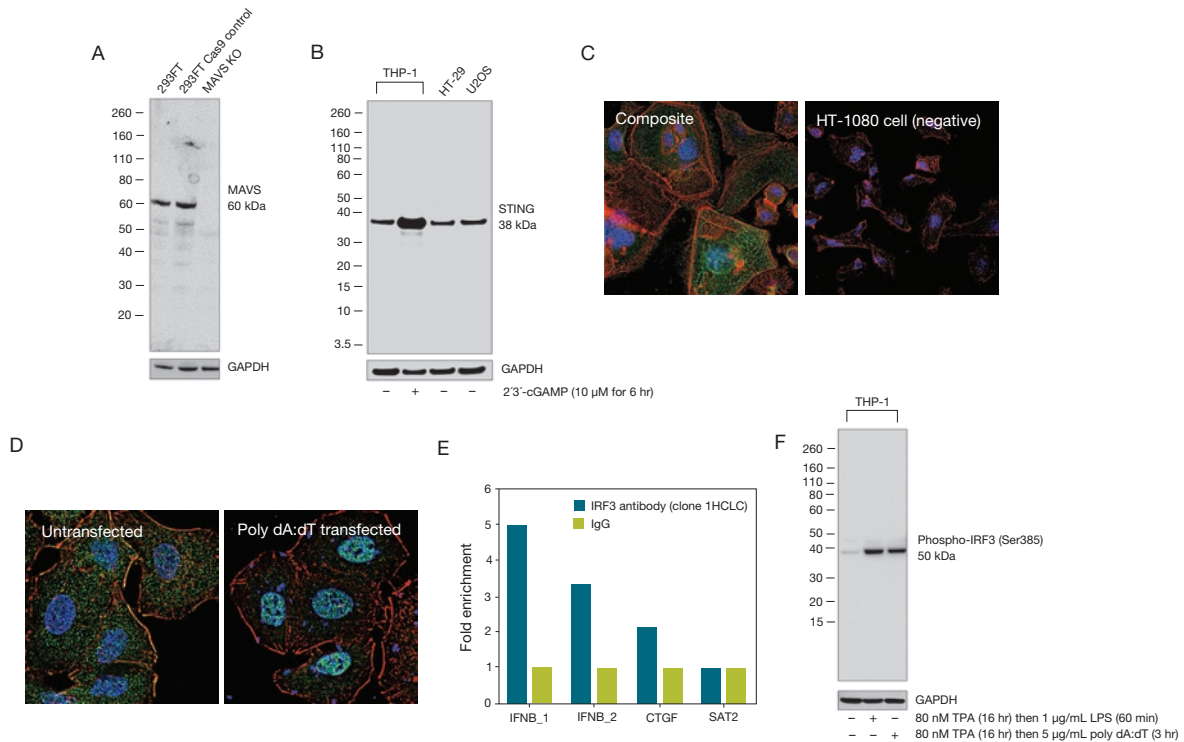 A
293FT
293FT Cas9 control
MAVS KO
260
160
110
80
60
50
40
30
20
MAVS
60 kDa
GAPDH
B
THP-1
HT-29
U2OS
260
160
110
80
60
50
40
30
20
15
10
3.5
STING
38 kDa
GAPDH
– + – – 2´3´-cGAMP (10 µM for 6 hr)
C
Composite
HT-1080 cell (negative)
D
Untransfected
Poly dA:dT transfected
E
Fold enrichment
6
5
4
3
2
1
0
IRF3 antibody (clone 1HCLC)
IgG
IFNB_1 IFNB_2 CTGF SAT2
F
THP-1
260
160
110
80
60
50
40
30
20
15
Phospho-IRF3 (Ser385)
50 kDa
GAPDH
– + – 80 nM TPA (16 hr) then 1 µg/mL LPS (60 min)
– – + 80 nM TPA (16 hr) then 5 µg/mL poly dA:dT (3 hr)